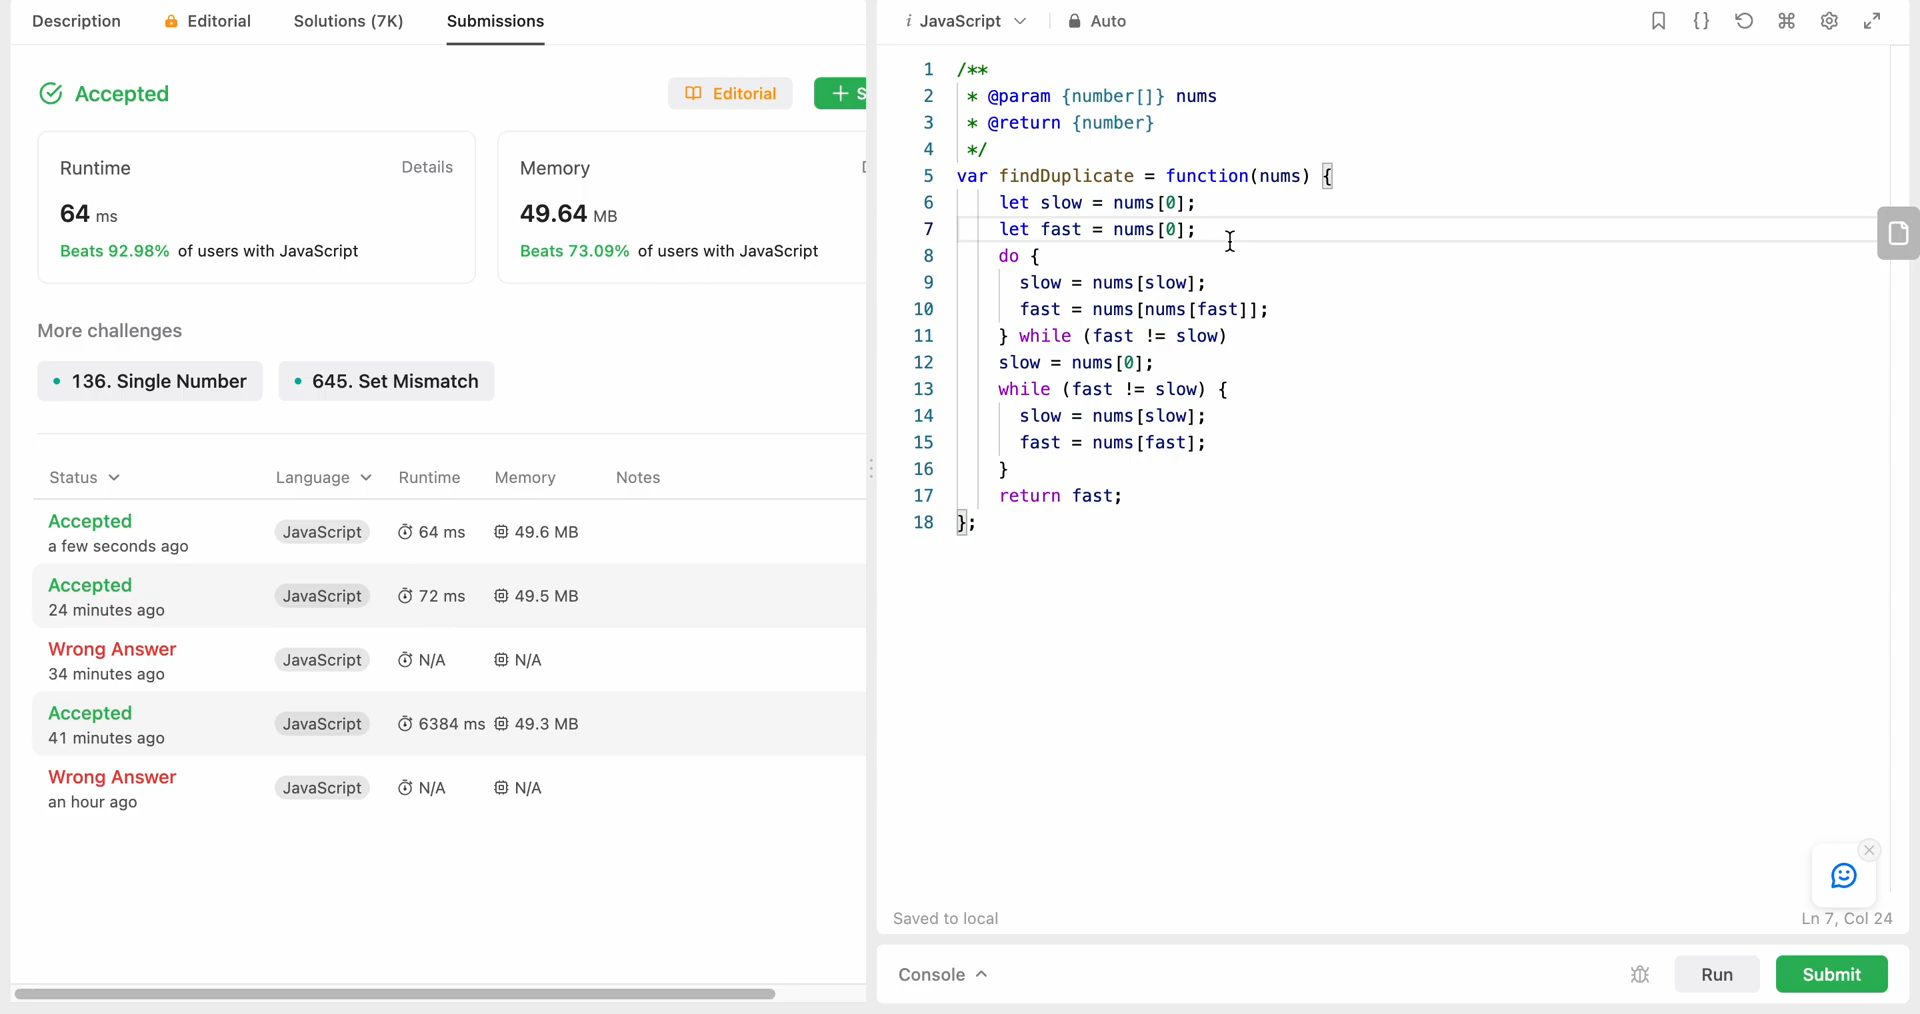 Description Editorial Solutions (7K) Submissions
Accepted
Editorial
+ S
Runtime Details
64 ms
Beats 92.98% of users with JavaScript
Memory
49.64 MB
Beats 73.09% of users with JavaScript
More challenges
• 136. Single Number • 645. Set Mismatch
Status Language Runtime Memory Notes
Accepted
a few seconds ago
JavaScript 64 ms 49.6 MB
Accepted
24 minutes ago
JavaScript 72 ms 49.5 MB
Wrong Answer
34 minutes ago
JavaScript N/A N/A
Accepted
41 minutes ago
JavaScript 6384 ms 49.3 MB
Wrong Answer
an hour ago
JavaScript N/A N/A
i JavaScript Auto
1 /**
2 * @param {number[]} nums
3 * @return {number}
4 */
5 var findDuplicate = function(nums) {
6 let slow = nums[0];
7 let fast = nums[0];
8 do {
9 slow = nums[slow];
10 fast = nums[nums[fast]];
11 } while (fast != slow)
12 slow = nums[0];
13 while (fast != slow) {
14 slow = nums[slow];
15 fast = nums[fast];
16 }
17 return fast;
18 };
Saved to local Ln 7, Col 24
Console Run Submit